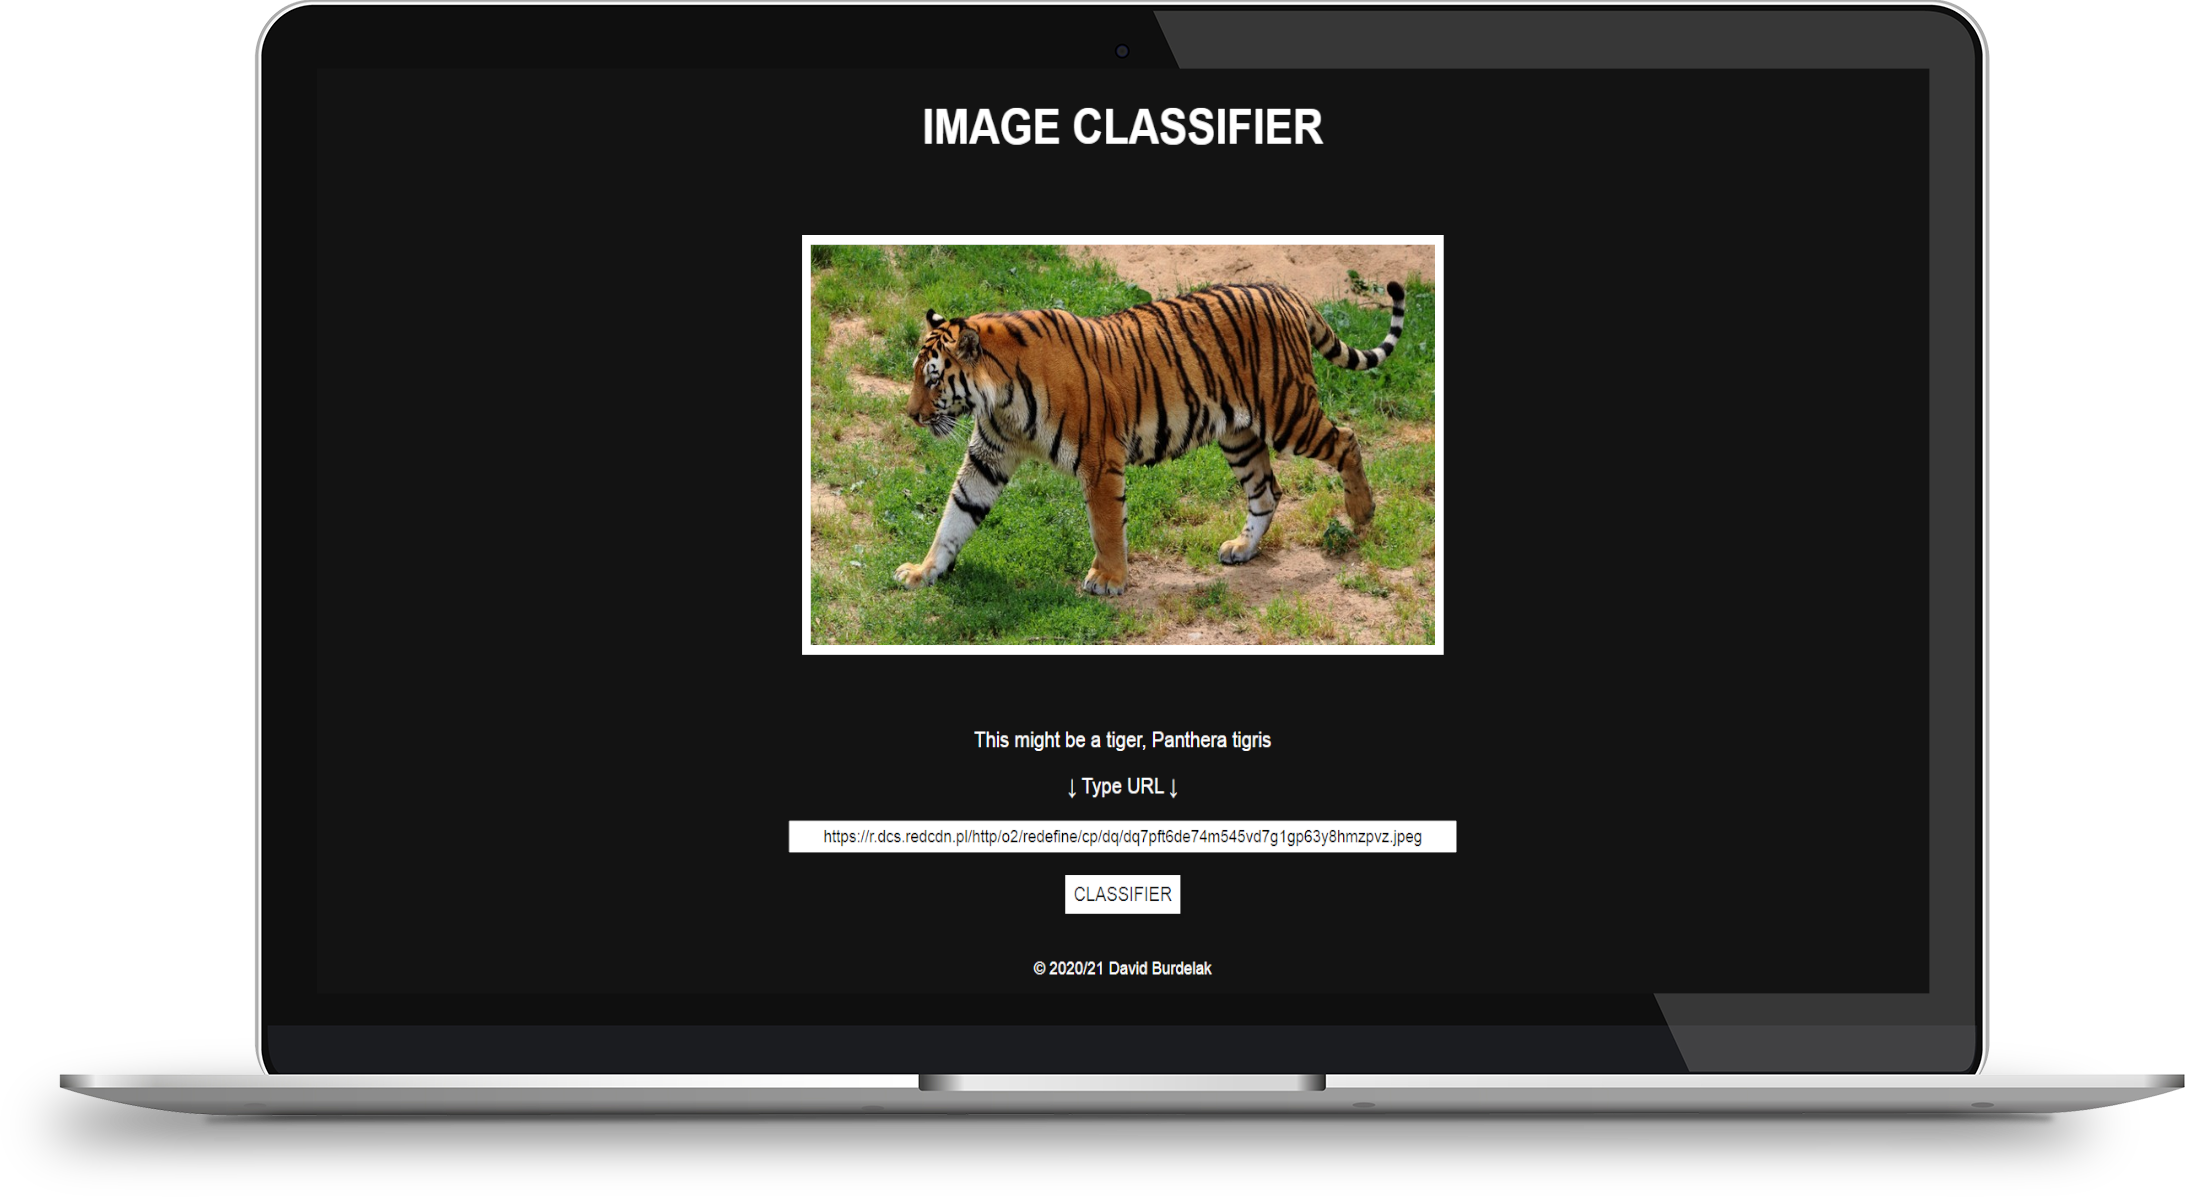 IMAGE CLASSIFIER
This might be a tiger, Panthera tigris
↓ Type URL ↓
https://r.dcs.redcdn.pl/http/o2/redefine/cp/dq/dq7pft6de74m545vd7g1gp63y8hmzpvz.jpeg
CLASSIFIER
© 2020/21 David Burdelak